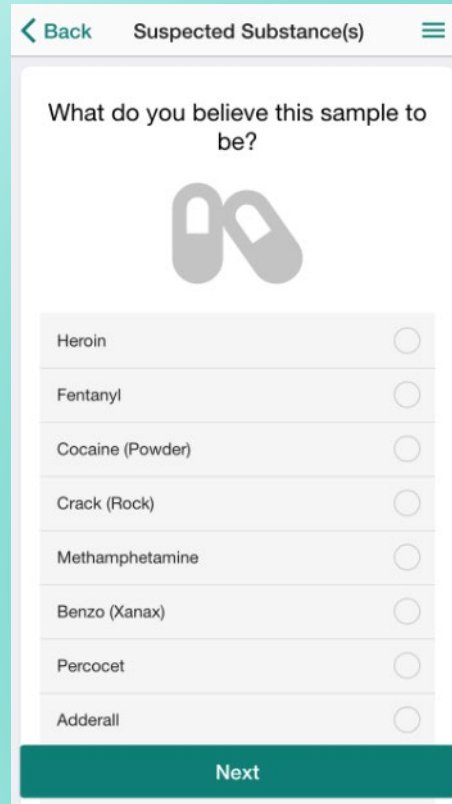 Back
Suspected Substance(s)
What do you believe this sample to
be?
Heroin
Fentanyl
Cocaine (Powder)
Crack (Rock)
Methamphetamine
Benzo (Xanax)
Percocet
Adderall
Next